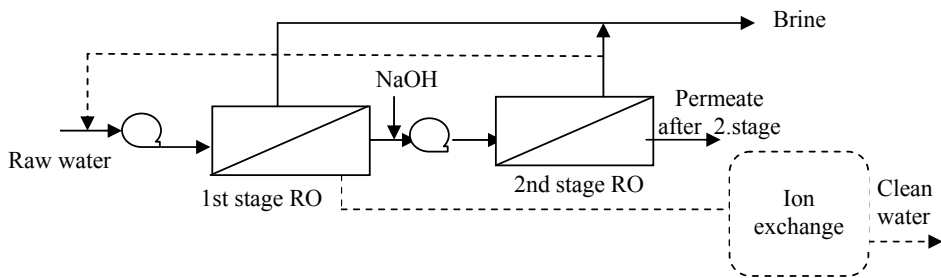 Brine
NaOH
Permeate
after 2.stage
Raw water
1st stage RO
2nd stage RO
Ion
exchange
Clean
water